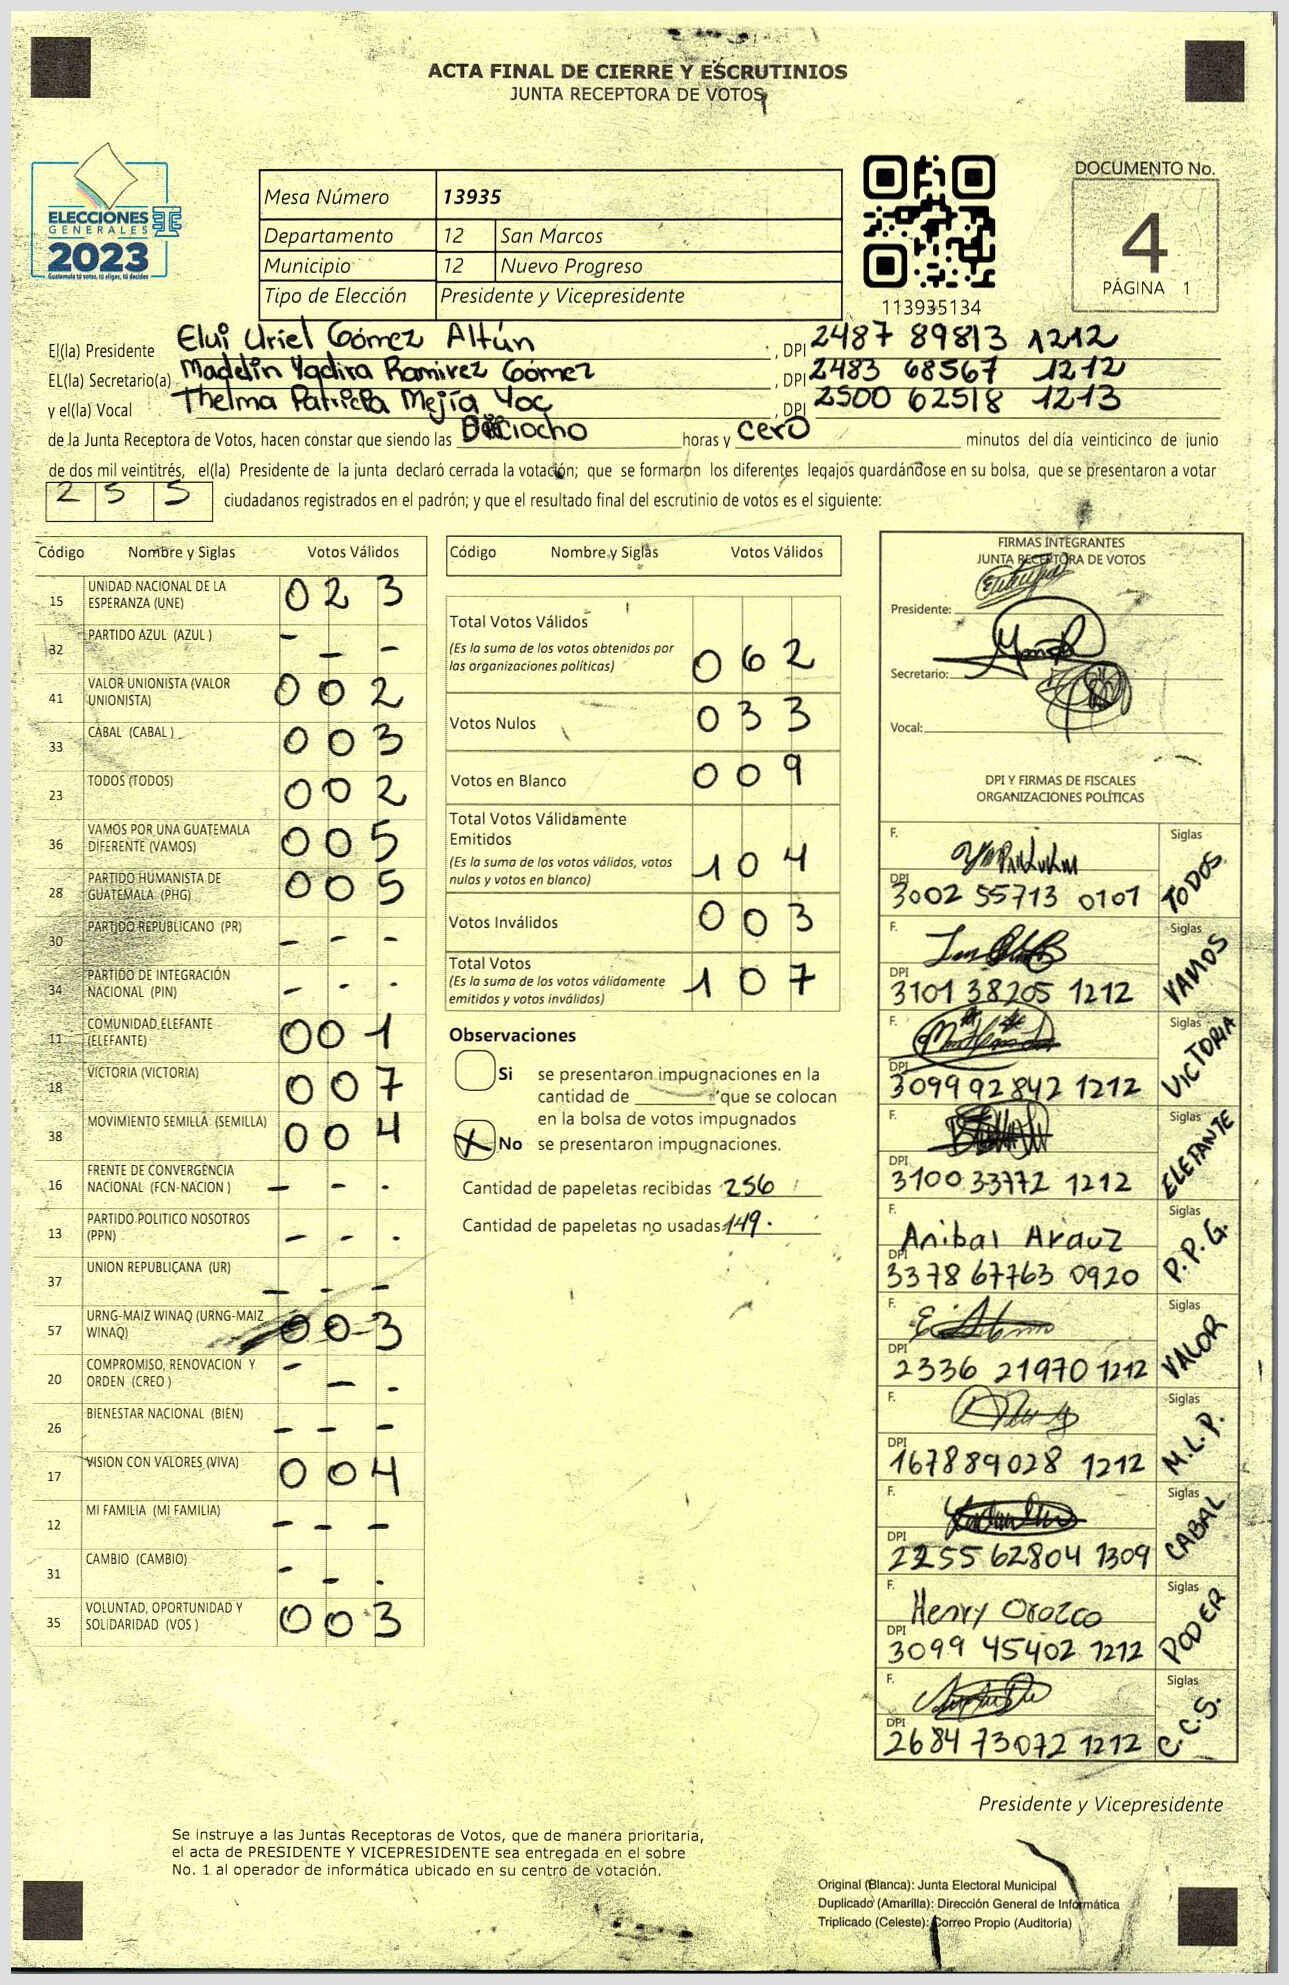 ACTA FINAL DE CIERRE Y ESCRUTINIOS
JUNTA RECEPTORA DE VOTOS
ELECCIONES
GENERALES
2023
Guatemala tú votas, tú eliges, tú decides
Mesa Número 13935
Departamento 12 San Marcos
Municipio 12 Nuevo Progreso
Tipo de Elección Presidente y Vicepresidente
113935134
DOCUMENTO No.
4
PÁGINA 1
El(la) Presidente Elui Uriel Gómez Altún, DPI 2487 89813 1212
EL(la) Secretario(a) Madelin Yadira Ramirez Gómez, DPI 2483 68567 1212
y el(la) Vocal Thelma Patricia Mejía Yoc, DPI 2500 62518 1213
de la Junta Receptora de Votos, hacen constar que siendo las Dieciocho horas y cero minutos del día veinticinco de junio
de dos mil veintitrés, el(la) Presidente de la junta declaró cerrada la votación; que se formaron los diferentes legajos guardándose en su bolsa, que se presentaron a votar
2 5 5 ciudadanos registrados en el padrón; y que el resultado final del escrutinio de votos es el siguiente:
Código Nombre y Siglas Votos Válidos
15 UNIDAD NACIONAL DE LA ESPERANZA (UNE) 0 2 3
32 PARTIDO AZUL (AZUL ) - - -
41 VALOR UNIONISTA (VALOR UNIONISTA) 0 0 2
33 CABAL (CABAL ) 0 0 3
23 TODOS (TODOS) 0 0 2
36 VAMOS POR UNA GUATEMALA DIFERENTE (VAMOS) 0 0 5
28 PARTIDO HUMANISTA DE GUATEMALA (PHG) 0 0 5
30 PARTIDO REPUBLICANO (PR) - - -
34 PARTIDO DE INTEGRACIÓN NACIONAL (PIN) - - -
11 COMUNIDAD ELEFANTE (ELEFANTE) 0 0 1
18 VICTORIA (VICTORIA) 0 0 7
38 MOVIMIENTO SEMILLA (SEMILLA) 0 0 4
16 FRENTE DE CONVERGENCIA NACIONAL (FCN-NACION ) - - -
13 PARTIDO POLITICO NOSOTROS (PPN) - - -
37 UNION REPUBLICANA (UR) - - -
57 URNG-MAIZ WINAQ (URNG-MAIZ WINAQ) 0 0 3
20 COMPROMISO, RENOVACION Y ORDEN (CREO ) - - -
26 BIENESTAR NACIONAL (BIEN) - - -
17 VISION CON VALORES (VIVA) 0 0 4
12 MI FAMILIA (MI FAMILIA) - - -
31 CAMBIO (CAMBIO) - - -
35 VOLUNTAD, OPORTUNIDAD Y SOLIDARIDAD (VOS ) 0 0 3
Código Nombre y Siglas Votos Válidos
Total Votos Válidos
(Es la suma de los votos obtenidos por
las organizaciones políticas) 0 6 2
Votos Nulos 0 3 3
Votos en Blanco 0 0 9
Total Votos Válidamente
Emitidos
(Es la suma de los votos válidos, votos
nulos y votos en blanco) 1 0 4
Votos Inválidos 0 0 3
Total Votos
(Es la suma de los votos válidamente
emitidos y votos inválidos) 1 0 7
Observaciones
Si se presentaron impugnaciones en la
cantidad de ______ que se colocan
en la bolsa de votos impugnados
X No se presentaron impugnaciones.
Cantidad de papeletas recibidas 256
Cantidad de papeletas no usadas 149.
FIRMAS INTEGRANTES
JUNTA RECEPTORA DE VOTOS
Presidente:
Secretario:
Vocal:
DPI Y FIRMAS DE FISCALES
ORGANIZACIONES POLÍTICAS
F. Siglas TODOS
DPI 3002 55713 0101
F. Siglas VAMOS
DPI 3101 38205 1212
F. Siglas VICTORIA
DPI 3099 92842 1212
F. Siglas ELEFANTE
DPI 3100 33772 1212
F. Anibal Arauz Siglas P.P.G.
DPI 3378 67763 0920
F. Siglas VALOR
DPI 2336 21970 1212
F. Siglas M.L.P.
DPI 1678 89028 1212
F. Siglas CABAL
DPI 2255 62804 1309
F. Henry Orozco Siglas PODER
DPI 3099 45402 1212
F. Siglas C.C.S.
DPI 2684 73072 1212
Presidente y Vicepresidente
Se instruye a las Juntas Receptoras de Votos, que de manera prioritaria,
el acta de PRESIDENTE Y VICEPRESIDENTE sea entregada en el sobre
No. 1 al operador de informática ubicado en su centro de votación.
Original (Blanca): Junta Electoral Municipal
Duplicado (Amarilla): Dirección General de Informática
Triplicado (Celeste): Correo Propio (Auditoria)